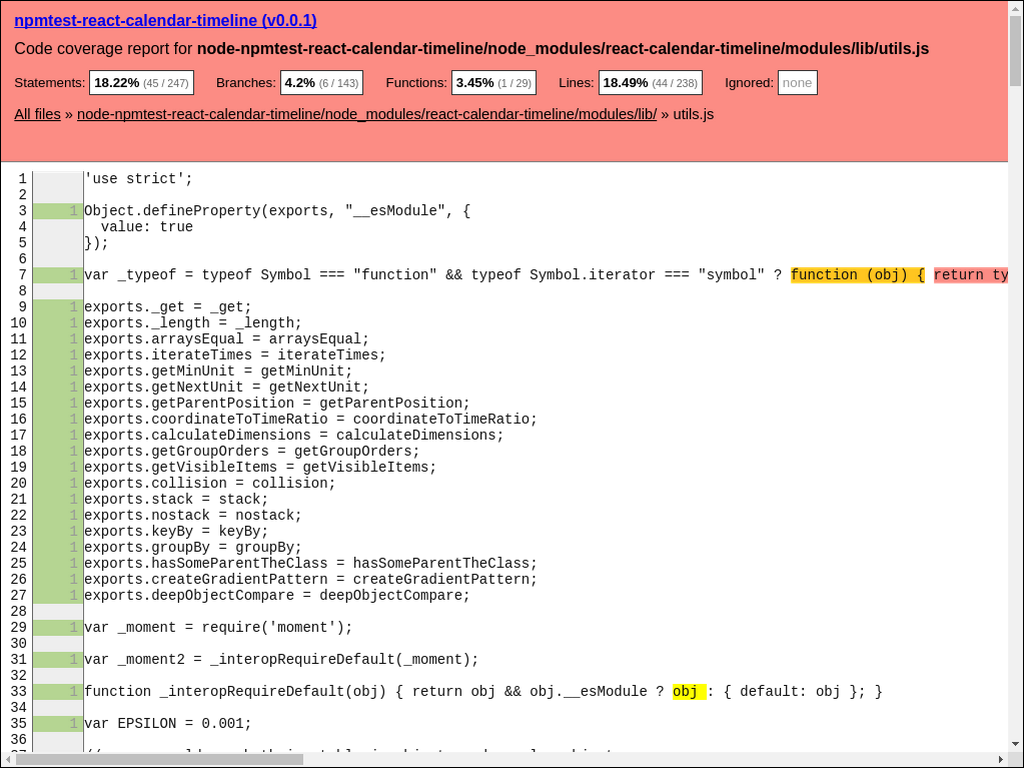 npmtest-react-calendar-timeline (v0.0.1)
Code coverage report for node-npmtest-react-calendar-timeline/node_modules/react-calendar-timeline/modules/lib/utils.js
Statements: 18.22% (45 / 247) Branches: 4.2% (6 / 143) Functions: 3.45% (1 / 29) Lines: 18.49% (44 / 238) Ignored: none
All files » node-npmtest-react-calendar-timeline/node_modules/react-calendar-timeline/modules/lib/ » utils.js
1 'use strict';
2
3 1 Object.defineProperty(exports, "__esModule", {
4 value: true
5 });
6
7 1 var _typeof = typeof Symbol === "function" && typeof Symbol.iterator === "symbol" ? function (obj) { return ty
8
9 1 exports._get = _get;
10 1 exports._length = _length;
11 1 exports.arraysEqual = arraysEqual;
12 1 exports.iterateTimes = iterateTimes;
13 1 exports.getMinUnit = getMinUnit;
14 1 exports.getNextUnit = getNextUnit;
15 1 exports.getParentPosition = getParentPosition;
16 1 exports.coordinateToTimeRatio = coordinateToTimeRatio;
17 1 exports.calculateDimensions = calculateDimensions;
18 1 exports.getGroupOrders = getGroupOrders;
19 1 exports.getVisibleItems = getVisibleItems;
20 1 exports.collision = collision;
21 1 exports.stack = stack;
22 1 exports.nostack = nostack;
23 1 exports.keyBy = keyBy;
24 1 exports.groupBy = groupBy;
25 1 exports.hasSomeParentTheClass = hasSomeParentTheClass;
26 1 exports.createGradientPattern = createGradientPattern;
27 1 exports.deepObjectCompare = deepObjectCompare;
28
29 1 var _moment = require('moment');
30
31 1 var _moment2 = _interopRequireDefault(_moment);
32
33 1 function _interopRequireDefault(obj) { return obj && obj.__esModule ? obj : { default: obj }; }
34
35 1 var EPSILON = 0.001;
36